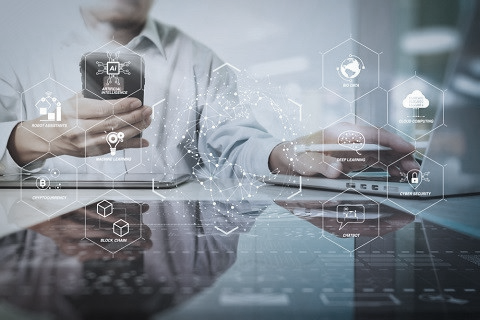 AI
ARTIFICIAL
INTELLIGENCE
BIG DATA
CLOUD COMPUTING
MACHINE LEARNING
DEEP LEARNING
CYBER SECURITY
CHATBOT
BLOCK CHAIN